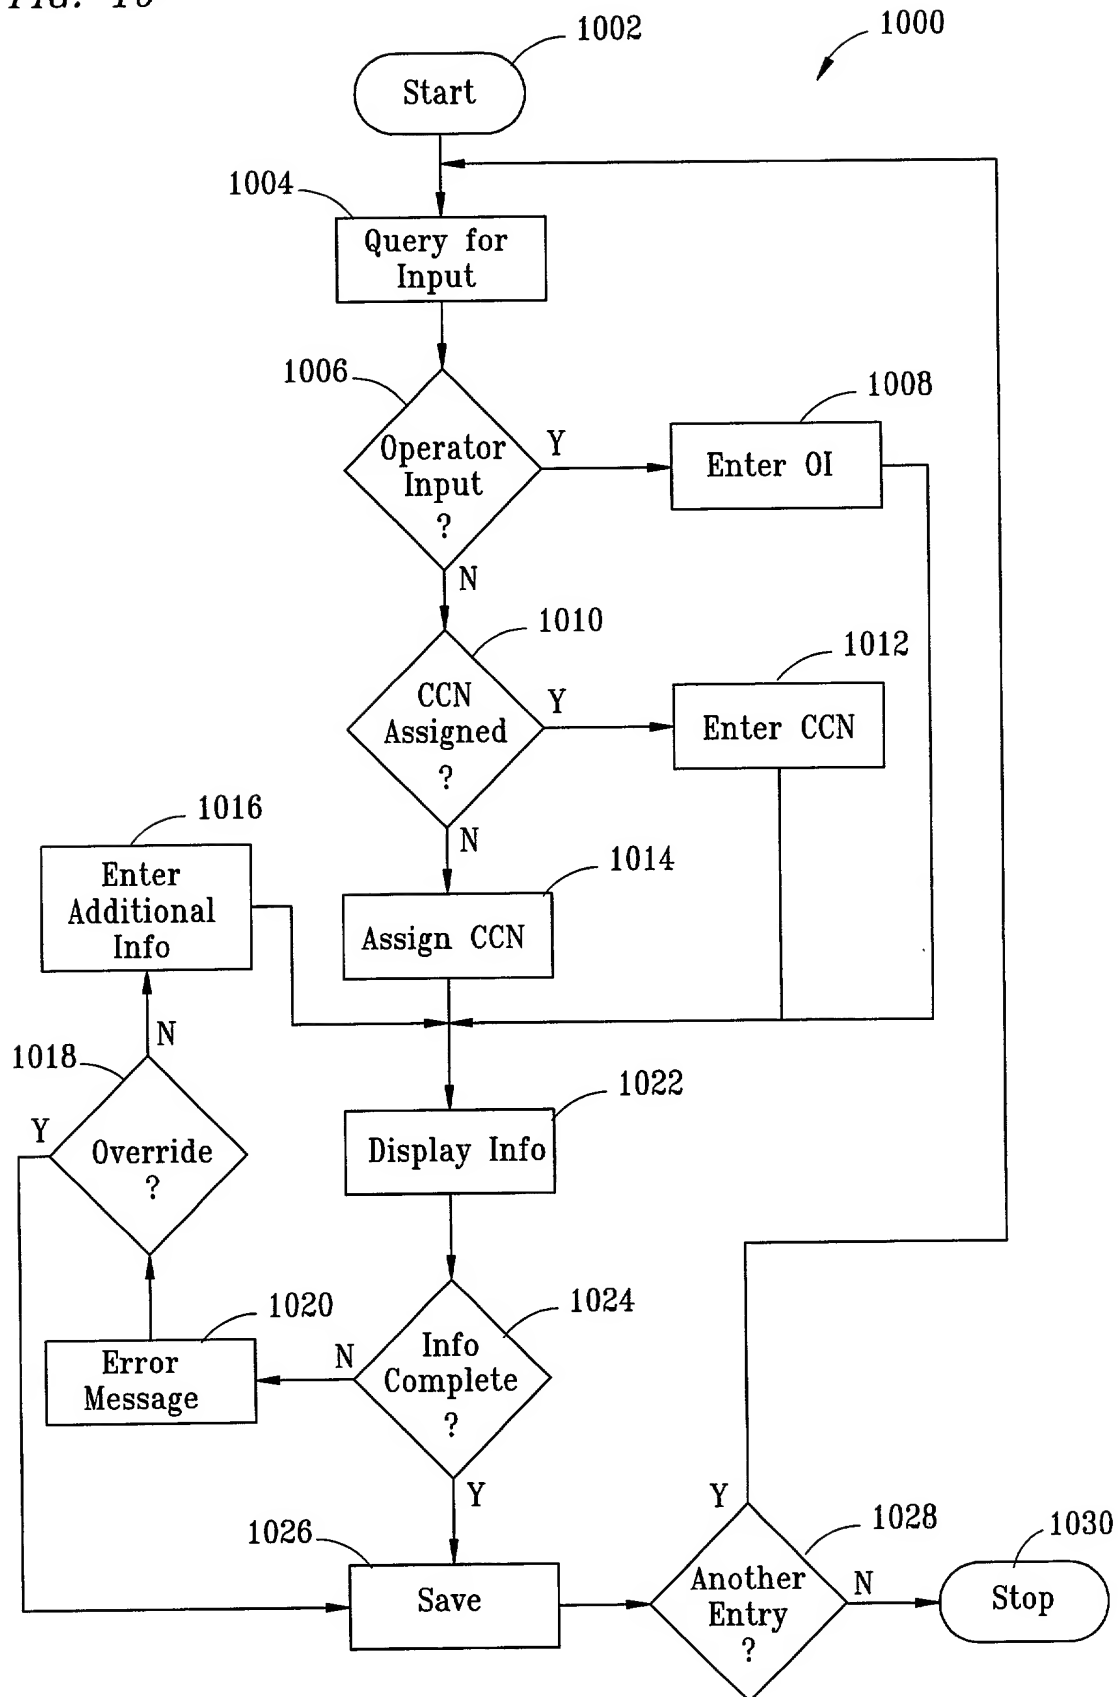 1002
1000
Start
1004
Query for
Input
1006
1008
Operator
Input
?
Y
Enter OI
N
1010
1012
CCN
Assigned
?
Y
Enter CCN
N
1016
1014
Enter
Additional
Info
Assign CCN
N
1018
1022
Y
Override
?
Display Info
1020
1024
Error
Message
N
Info
Complete
?
Y
Y
1026
1028
1030
Save
Another
Entry
?
N
Stop